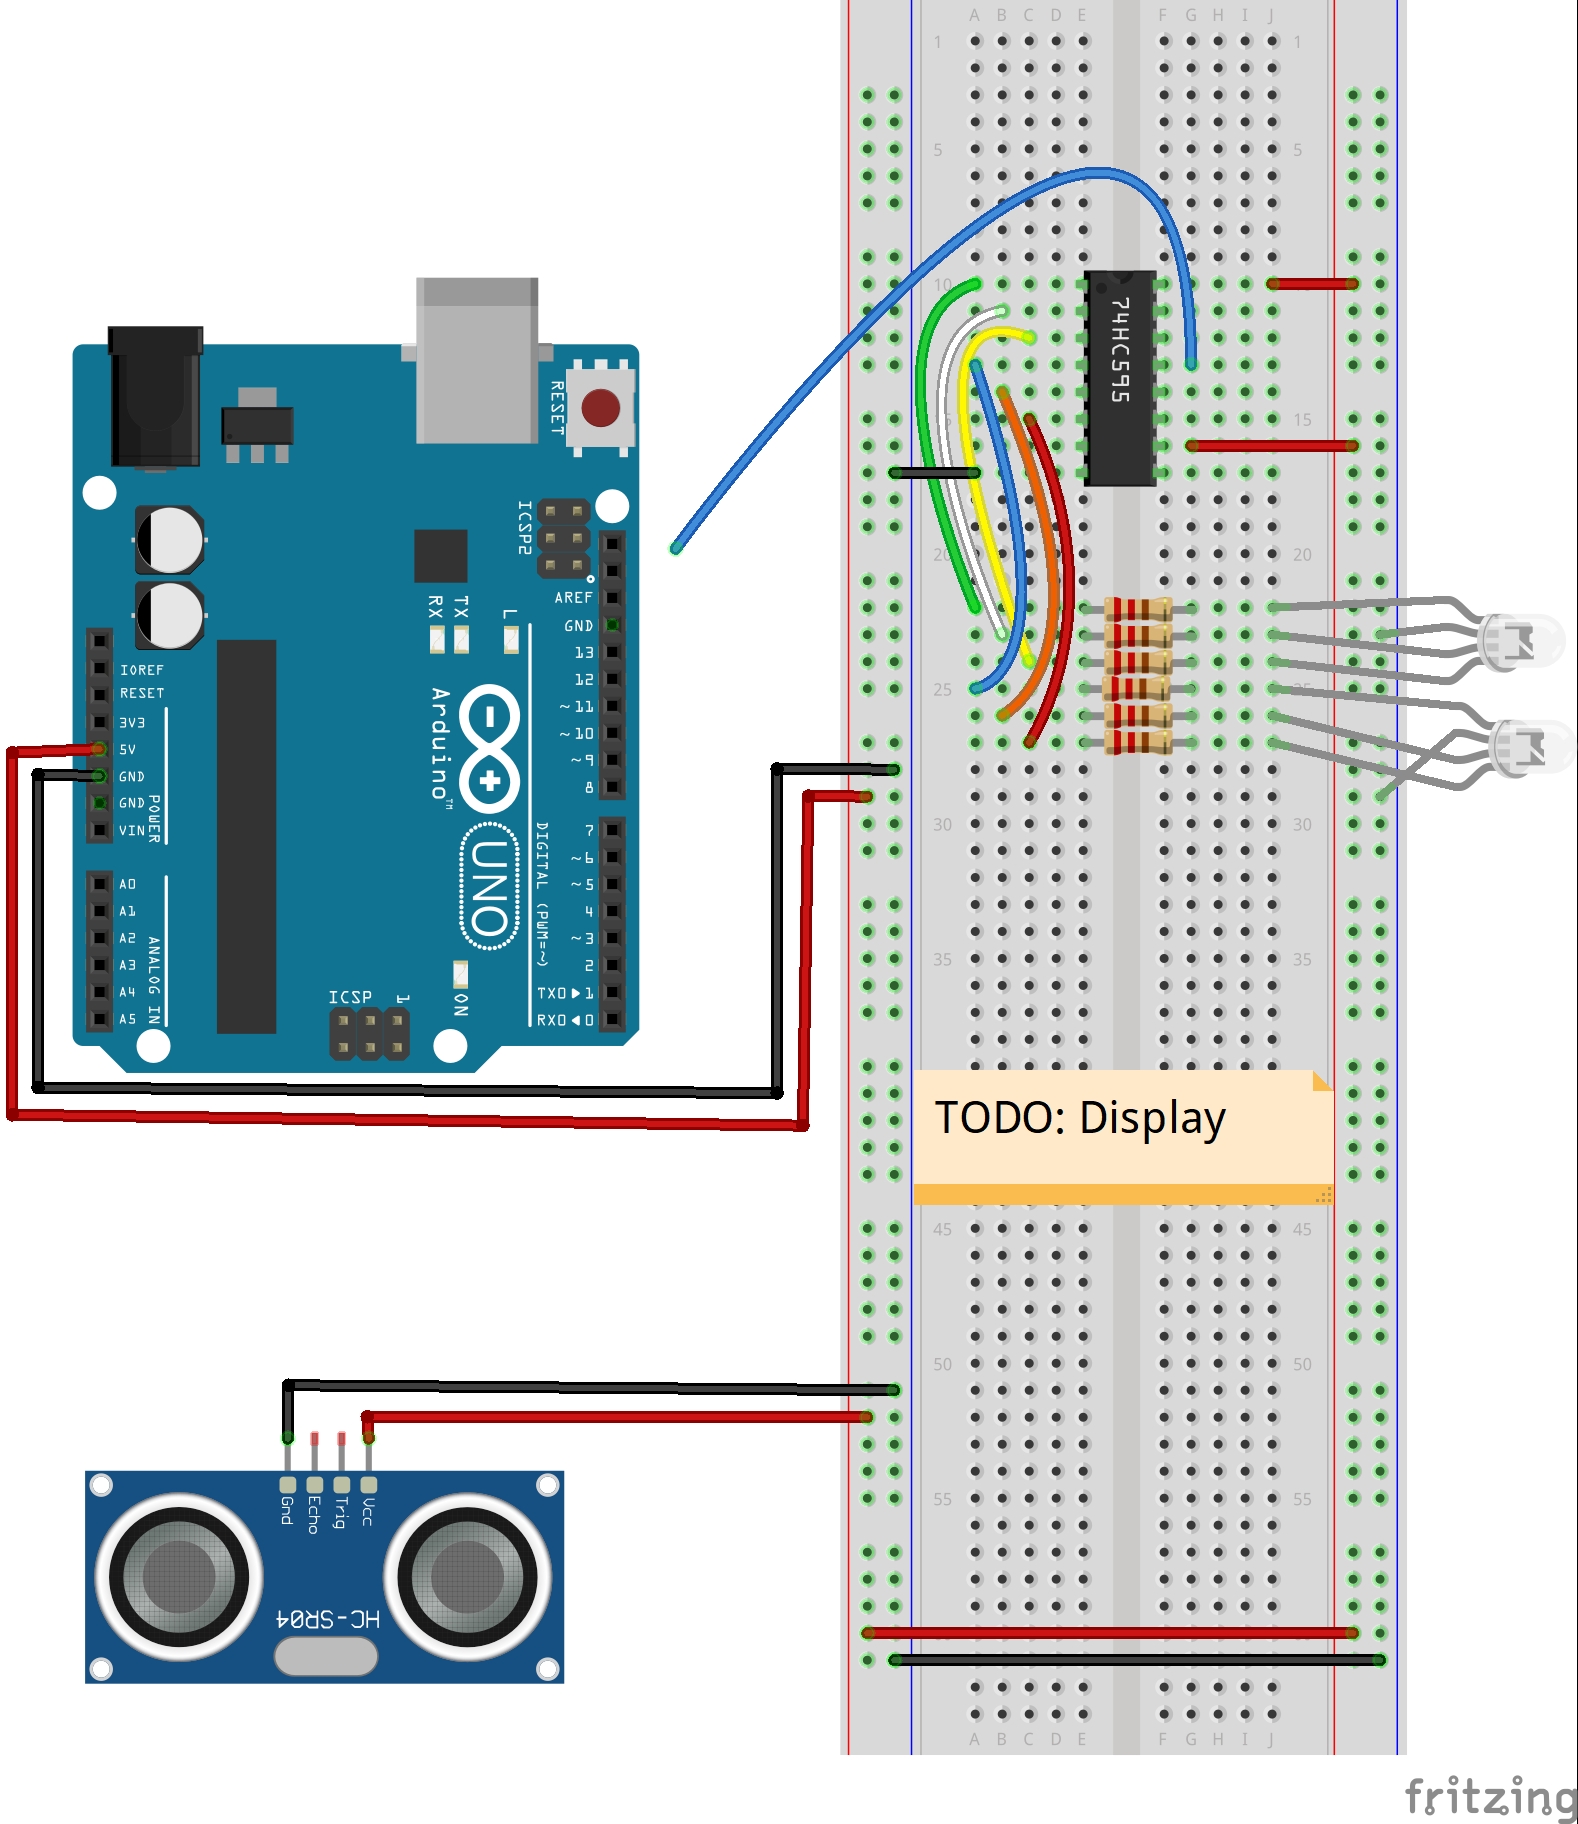 A B C D E F G H I J
1 1
5 5
10
15
20 20
25
30 30
35 35
45 45
50 50
55 55
A B C D E F G H I J
74HC595
RESET
ICSP2
AREF
GND
13
12
~11
~10
~9
8
7
~6
~5
4
~3
2
TX0▶1
RX0◀0
RX
TX
L
IOREF
RESET
3V3
5V
GND
GND
VIN
POWER
A0
A1
A2
A3
A4
A5
ANALOG IN
Arduino™
UNO
DIGITAL (PWM=~)
ICSP
1
ON
TODO: Display
Gnd
Echo
Trig
Vcc
HC-SR04
fritzing